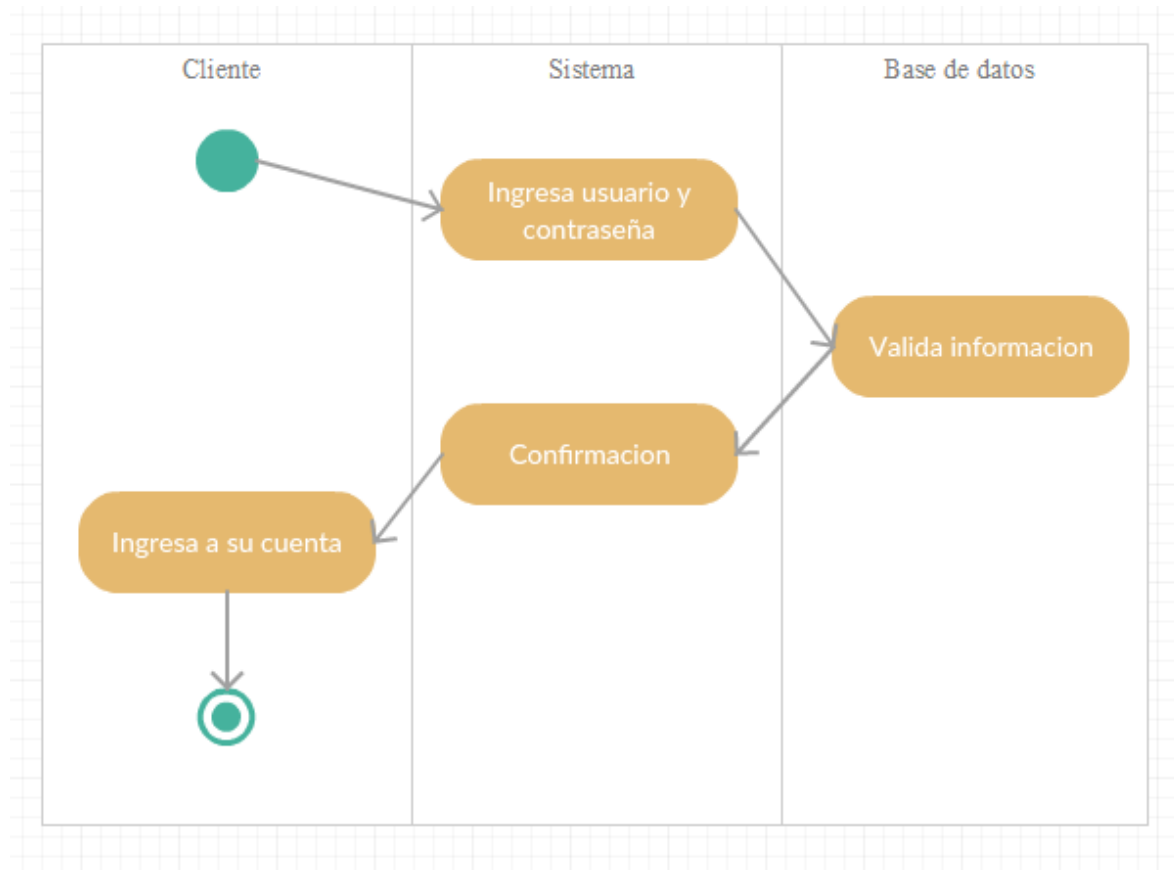 Cliente
Sistema
Base de datos
Ingresa usuario y
contraseña
Valida informacion
Confirmacion
Ingresa a su cuenta